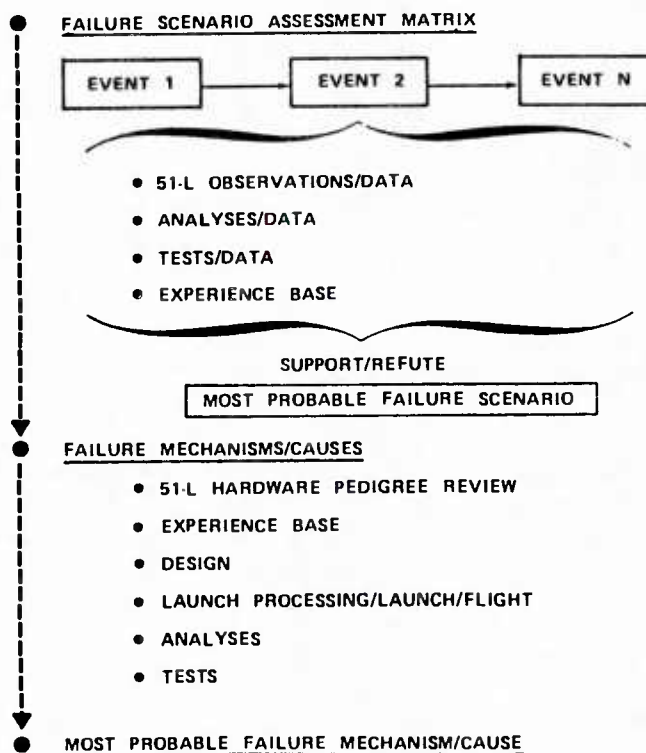 FAILURE SCENARIO ASSESSMENT MATRIX
EVENT 1 EVENT 2 EVENT N
• 51-L OBSERVATIONS/DATA
• ANALYSES/DATA
• TESTS/DATA
• EXPERIENCE BASE
SUPPORT/REFUTE
MOST PROBABLE FAILURE SCENARIO
FAILURE MECHANISMS/CAUSES
• 51-L HARDWARE PEDIGREE REVIEW
• EXPERIENCE BASE
• DESIGN
• LAUNCH PROCESSING/LAUNCH/FLIGHT
• ANALYSES
• TESTS
MOST PROBABLE FAILURE MECHANISM/CAUSE